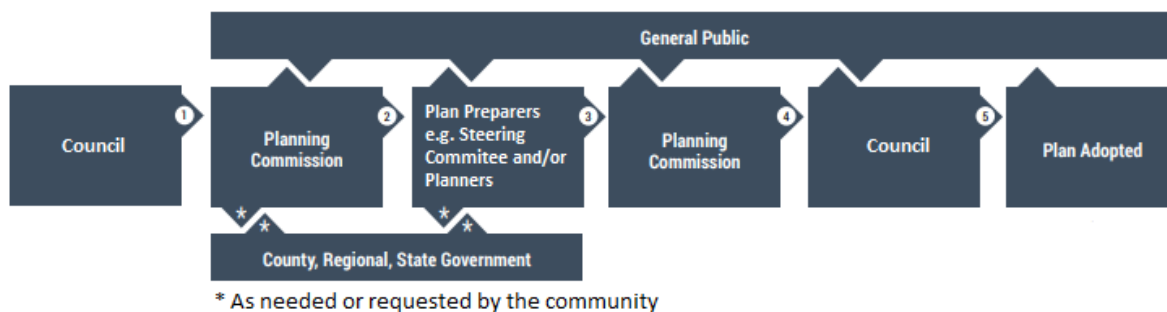 General Public
Council
1
Planning
Commission
2
Plan Preparers
e.g. Steering
Commitee and/or
Planners
3
Planning
Commission
4
Council
5
Plan Adopted
*
*
*
*
County, Regional, State Government
* As needed or requested by the community